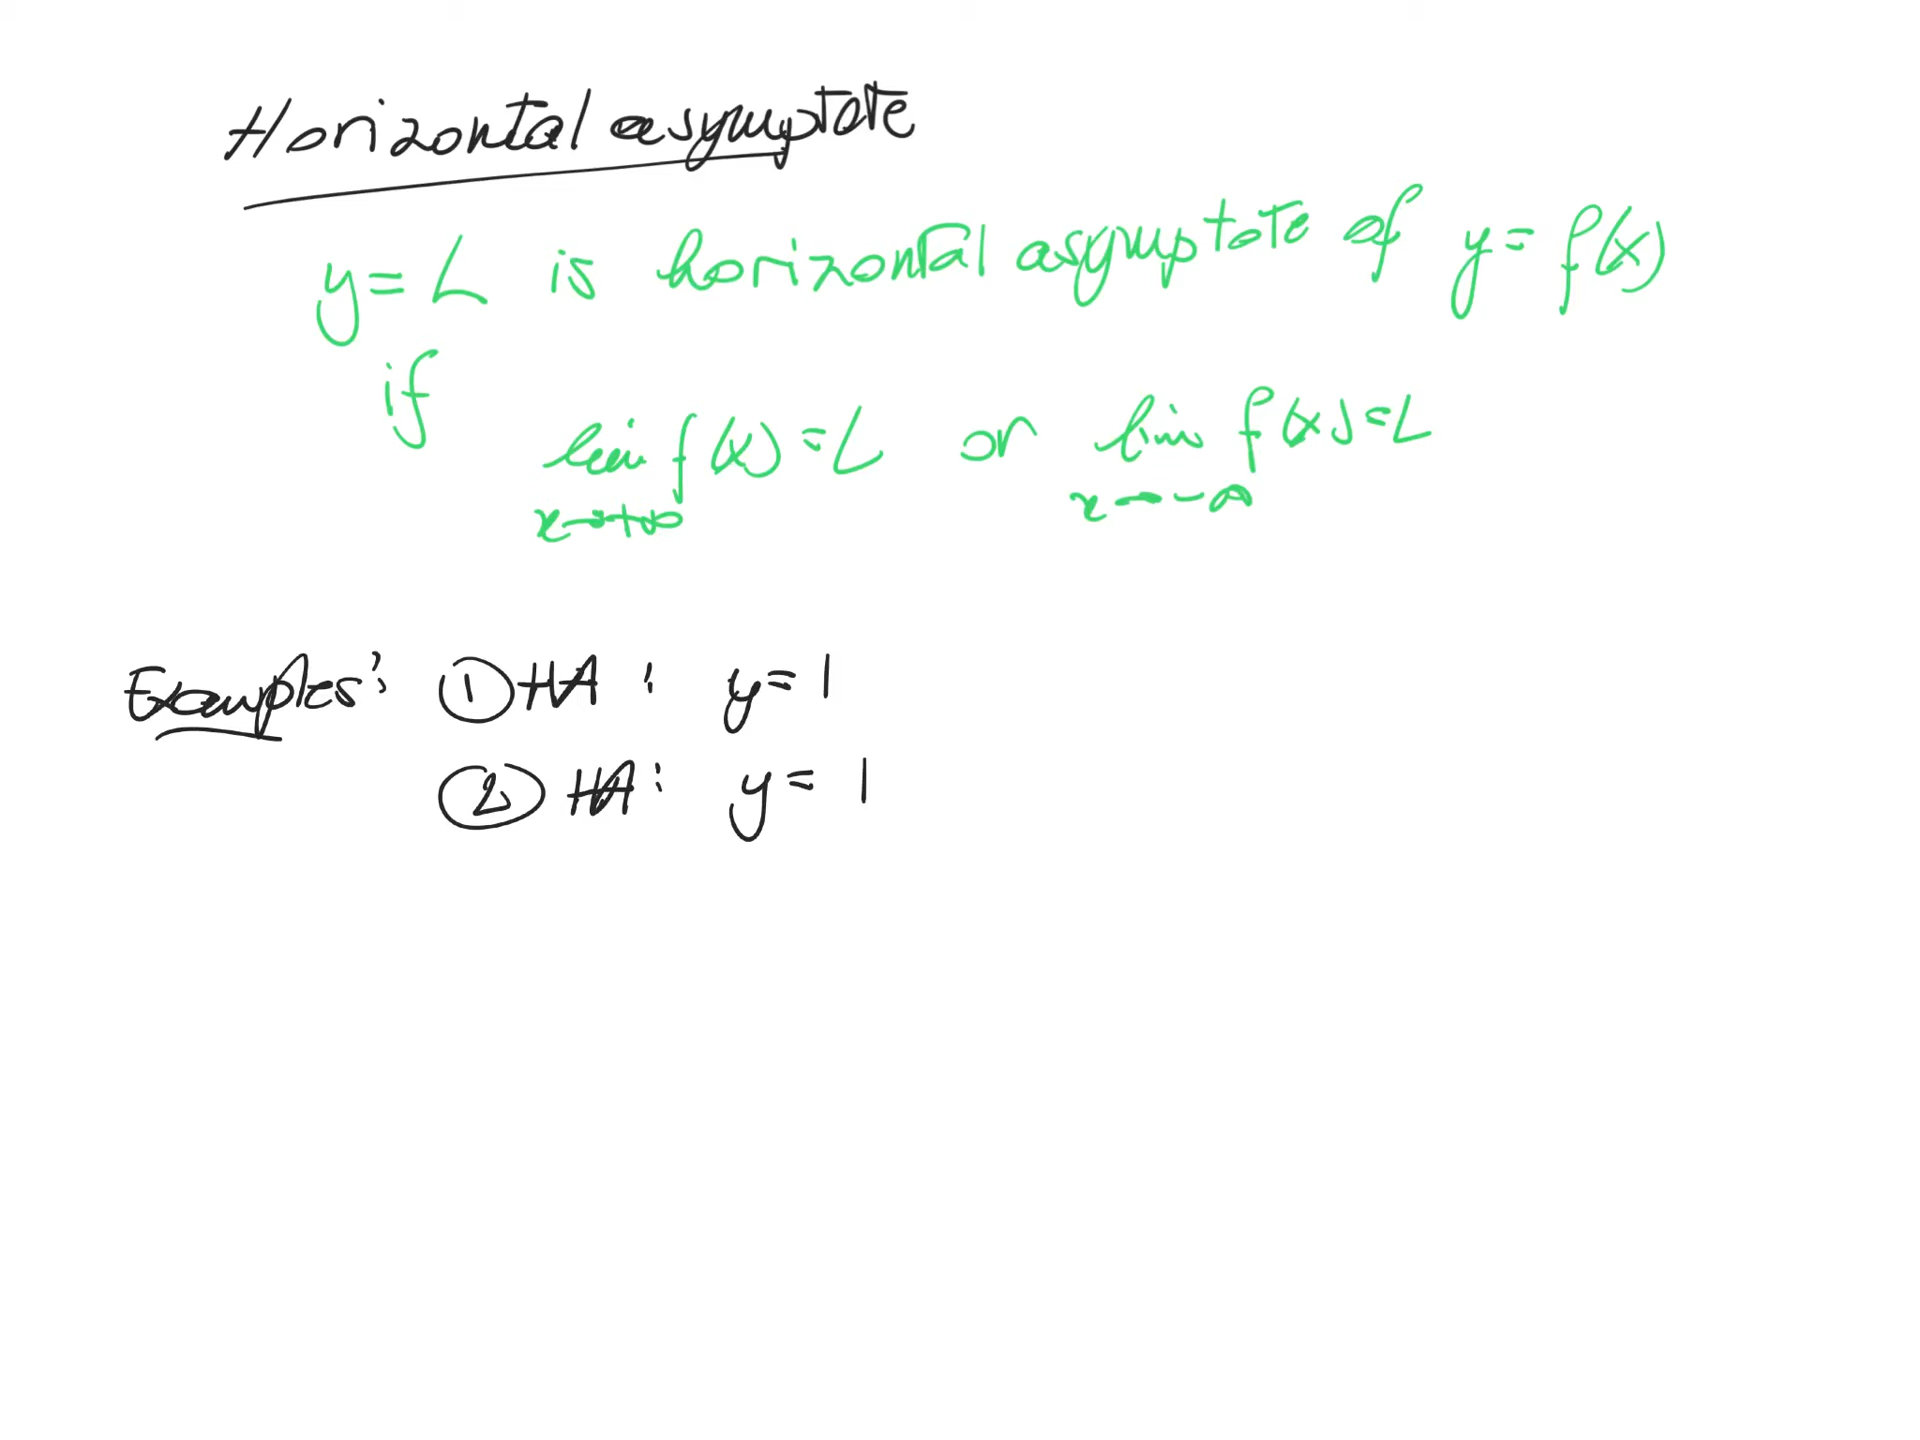 Horizontal asymptote
y = L is horizontal asymptote of y = f(x)
if
lim f(x) = L or lim f(x) = L
x→+∞ x→-∞
Examples: ① HA : y = 1
② HA : y = 1